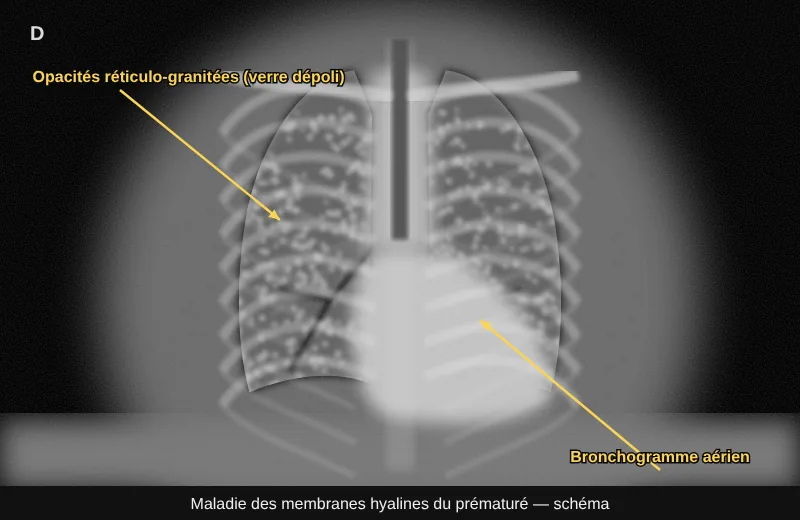 D
Opacités réticulo-granitées (verre dépoli)
Bronchogramme aérien
Maladie des membranes hyalines du prématuré — schéma